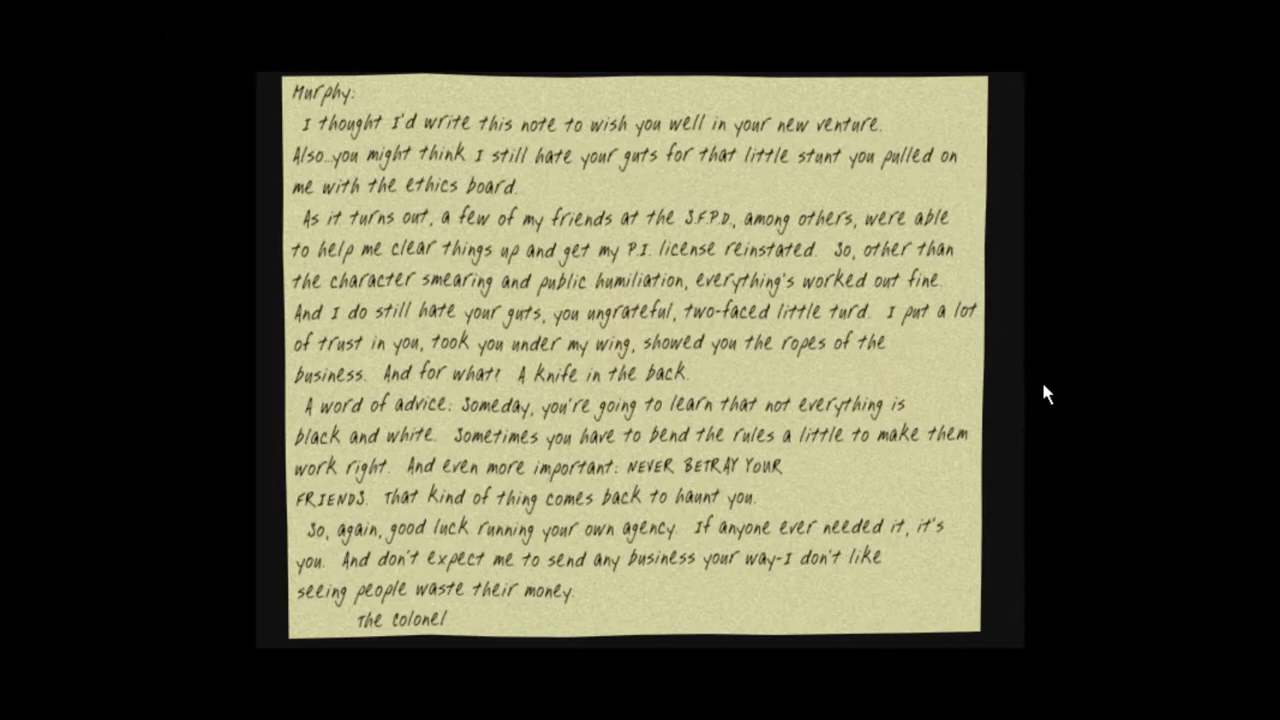 Murphy:
I thought I'd write this note to wish you well in your new venture.
Also...you might think I still hate your guts for that little stunt you pulled on
me with the ethics board.
As it turns out, a few of my friends at the S.F.P.D., among others, were able
to help me clear things up and get my P.I. license reinstated. So, other than
the character smearing and public humiliation, everything's worked out fine.
And I do still hate your guts, you ungrateful, two-faced little turd. I put a lot
of trust in you, took you under my wing, showed you the ropes of the
business. And for what? A knife in the back.
A word of advice: Someday, you're going to learn that not everything is
black and white. Sometimes you have to bend the rules a little to make them
work right. And even more important: NEVER BETRAY YOUR
FRIENDS. That kind of thing comes back to haunt you.
So, again, good luck running your own agency. If anyone ever needed it, it's
you. And don't expect me to send any business your way-I don't like
seeing people waste their money.
The Colonel